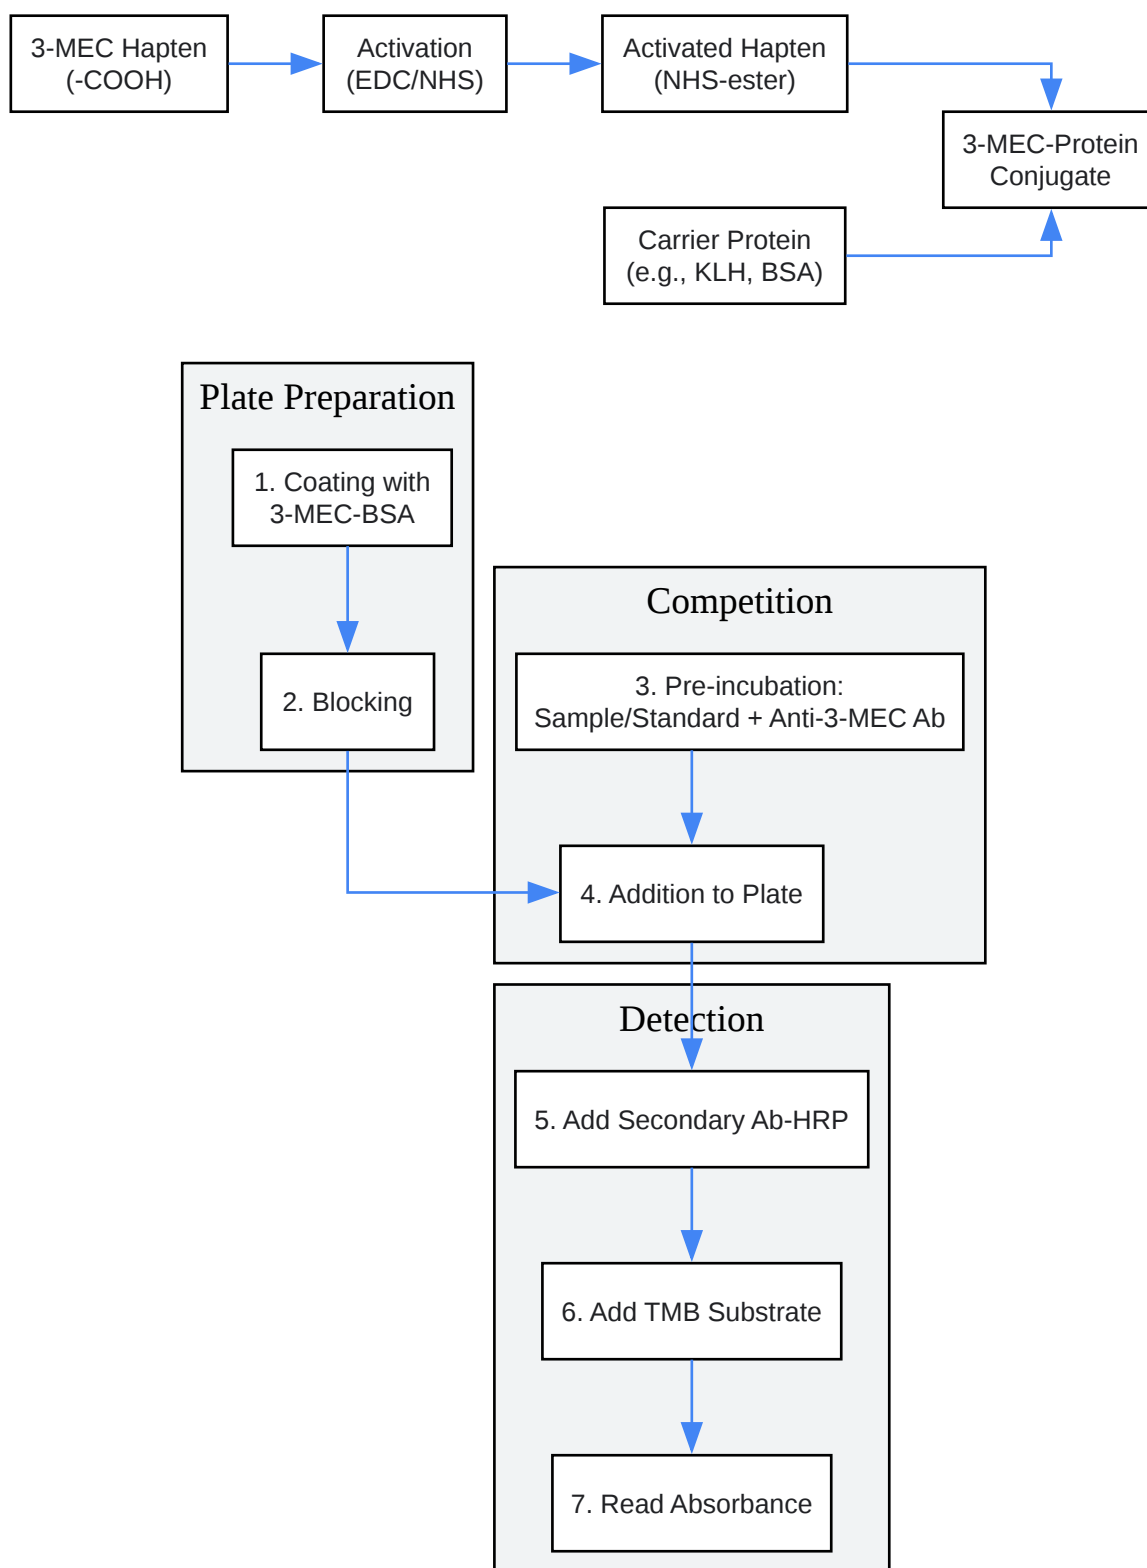 3-MEC Hapten
(-COOH)
Activation
(EDC/NHS)
Activated Hapten
(NHS-ester)
3-MEC-Protein
Conjugate
Carrier Protein
(e.g., KLH, BSA)
Plate Preparation
1. Coating with
3-MEC-BSA
2. Blocking
Competition
3. Pre-incubation:
Sample/Standard + Anti-3-MEC Ab
4. Addition to Plate
Detection
5. Add Secondary Ab-HRP
6. Add TMB Substrate
7. Read Absorbance